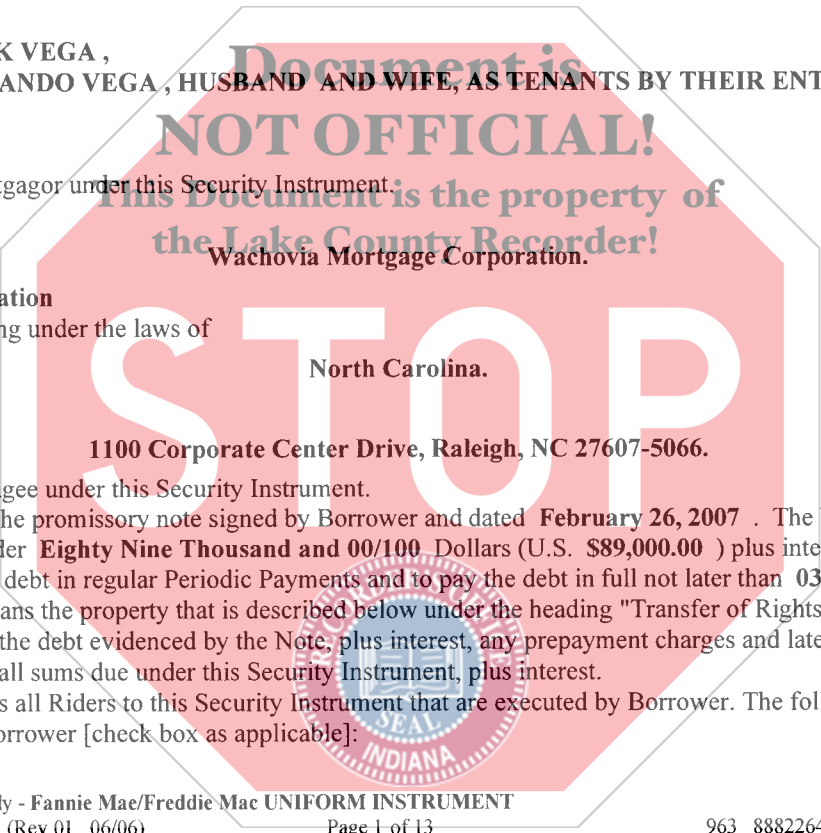 K VEGA ,
ANDO VEGA , HUSBAND AND WIFE, AS TENANTS BY THEIR ENT
Document is
NOT OFFICIAL!
This Document is the property of
the Lake County Recorder!
tgagor under this Security Instrument.
Wachovia Mortgage Corporation.
ation
ng under the laws of
North Carolina.
STOP
1100 Corporate Center Drive, Raleigh, NC 27607-5066.
agee under this Security Instrument.
he promissory note signed by Borrower and dated February 26, 2007 . The
der Eighty Nine Thousand and 00/100 Dollars (U.S. $89,000.00 ) plus inte
debt in regular Periodic Payments and to pay the debt in full not later than 03
ans the property that is described below under the heading "Transfer of Rights
the debt evidenced by the Note, plus interest, any prepayment charges and late
all sums due under this Security Instrument, plus interest.
s all Riders to this Security Instrument that are executed by Borrower. The fol
orrower [check box as applicable]:
SEAL
INDIANA
ly - Fannie Mae/Freddie Mac UNIFORM INSTRUMENT
(Rev 01 06/06) Page 1 of 13 963 8882264